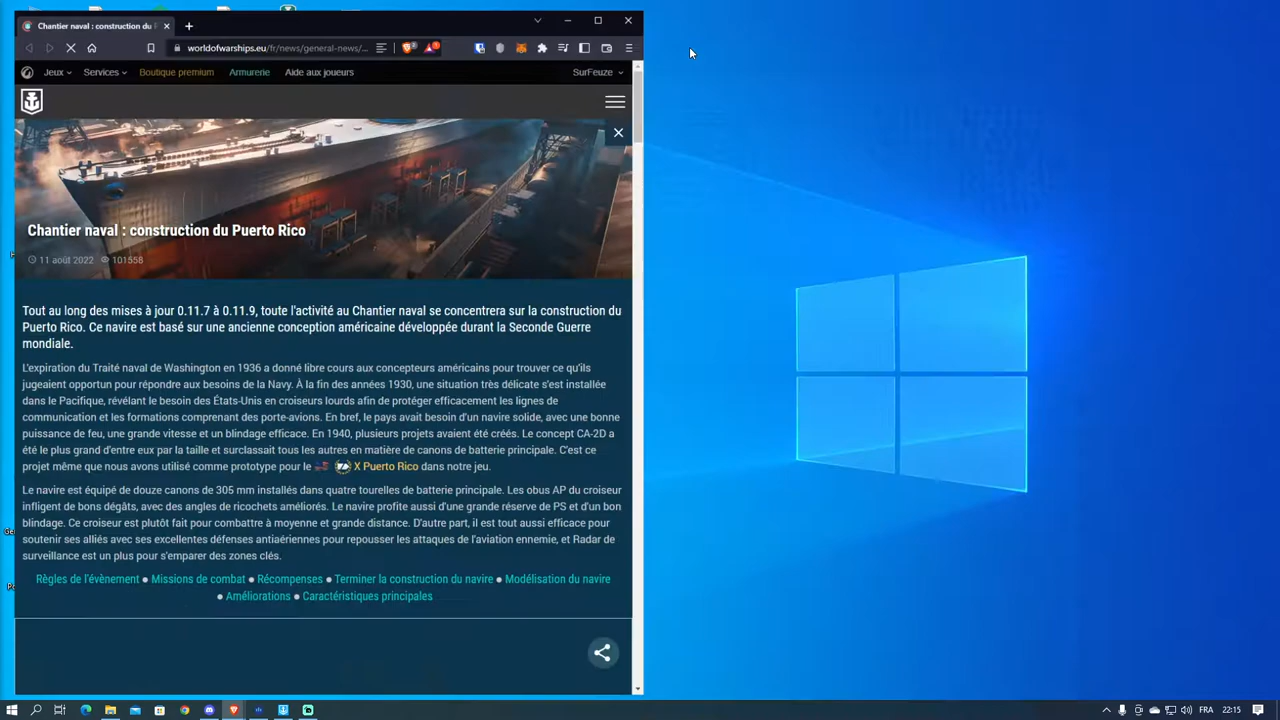 Chantier naval : construction du P
worldofwarships.eu/fr/news/general-news/...
Jeux Services Boutique premium Armurerie Aide aux joueurs SurFeuze
Chantier naval : construction du Puerto Rico
11 août 2022 101558
Tout au long des mises à jour 0.11.7 à 0.11.9, toute l'activité au Chantier naval se concentrera sur la construction du
Puerto Rico. Ce navire est basé sur une ancienne conception américaine développée durant la Seconde Guerre
mondiale.
L'expiration du Traité naval de Washington en 1936 a donné libre cours aux concepteurs américains pour trouver ce qu'ils
jugeaient opportun pour répondre aux besoins de la Navy. À la fin des années 1930, une situation très délicate s'est installée
dans le Pacifique, révélant le besoin des États-Unis en croiseurs lourds afin de protéger efficacement les lignes de
communication et les formations comprenant des porte-avions. En bref, le pays avait besoin d'un navire solide, avec une bonne
puissance de feu, une grande vitesse et un blindage efficace. En 1940, plusieurs projets avaient été créés. Le concept CA-2D a
été le plus grand d'entre eux par la taille et surclassait tous les autres en matière de canons de batterie principale. C'est ce
projet même que nous avons utilisé comme prototype pour le X Puerto Rico dans notre jeu.
Le navire est équipé de douze canons de 305 mm installés dans quatre tourelles de batterie principale. Les obus AP du croiseur
infligent de bons dégâts, avec des angles de ricochets améliorés. Le navire profite aussi d'une grande réserve de PS et d'un bon
blindage. Ce croiseur est plutôt fait pour combattre à moyenne et grande distance. D'autre part, il est tout aussi efficace pour
soutenir ses alliés avec ses excellentes défenses antiaériennes pour repousser les attaques de l'aviation ennemie, et Radar de
surveillance est un plus pour s'emparer des zones clés.
Règles de l'évènement ● Missions de combat ● Récompenses ● Terminer la construction du navire ● Modélisation du navire
● Améliorations ● Caractéristiques principales
FRA 22:15